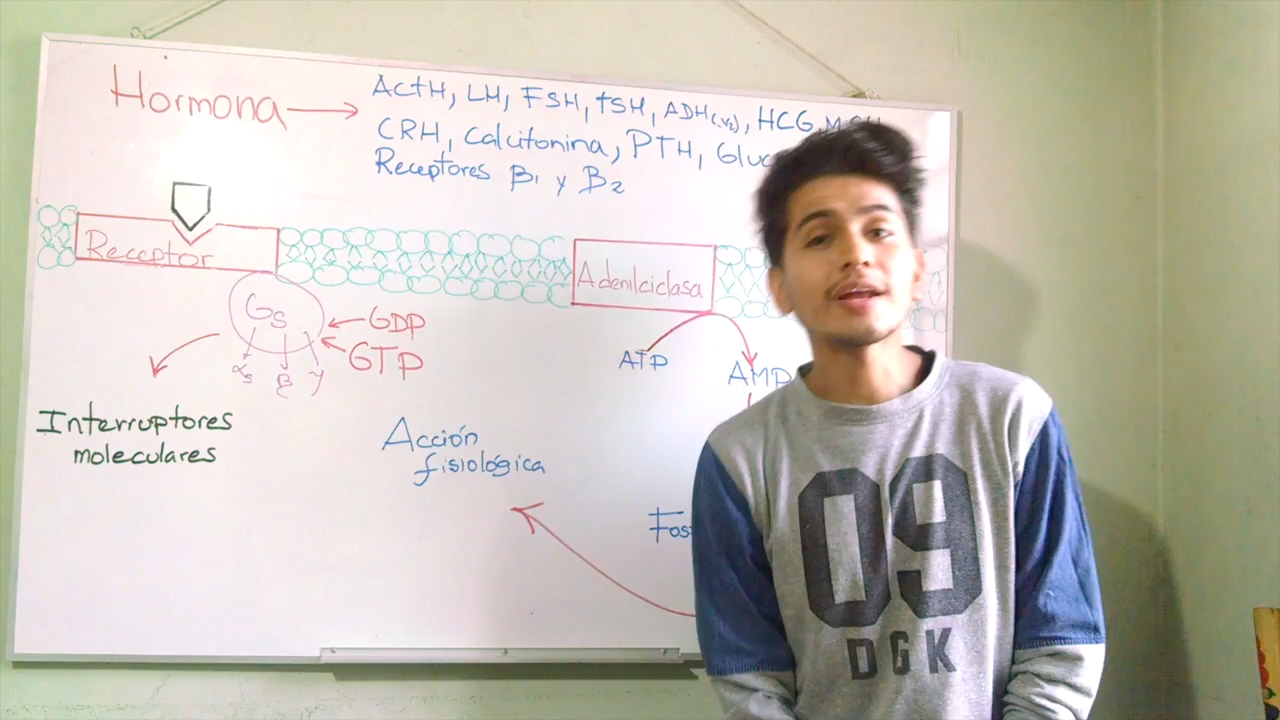 Hormona
ActH, LH, FSH, tSH, ADH(V2), HCG,
CRH, Calcitonina, PTH,
Receptores β1 y β2
Receptor
Adenilciclasa
Gs
GDP
GTP
αs β γ
ATP
AMP
Interruptores
moleculares
Acción
fisiológica
09
DGK